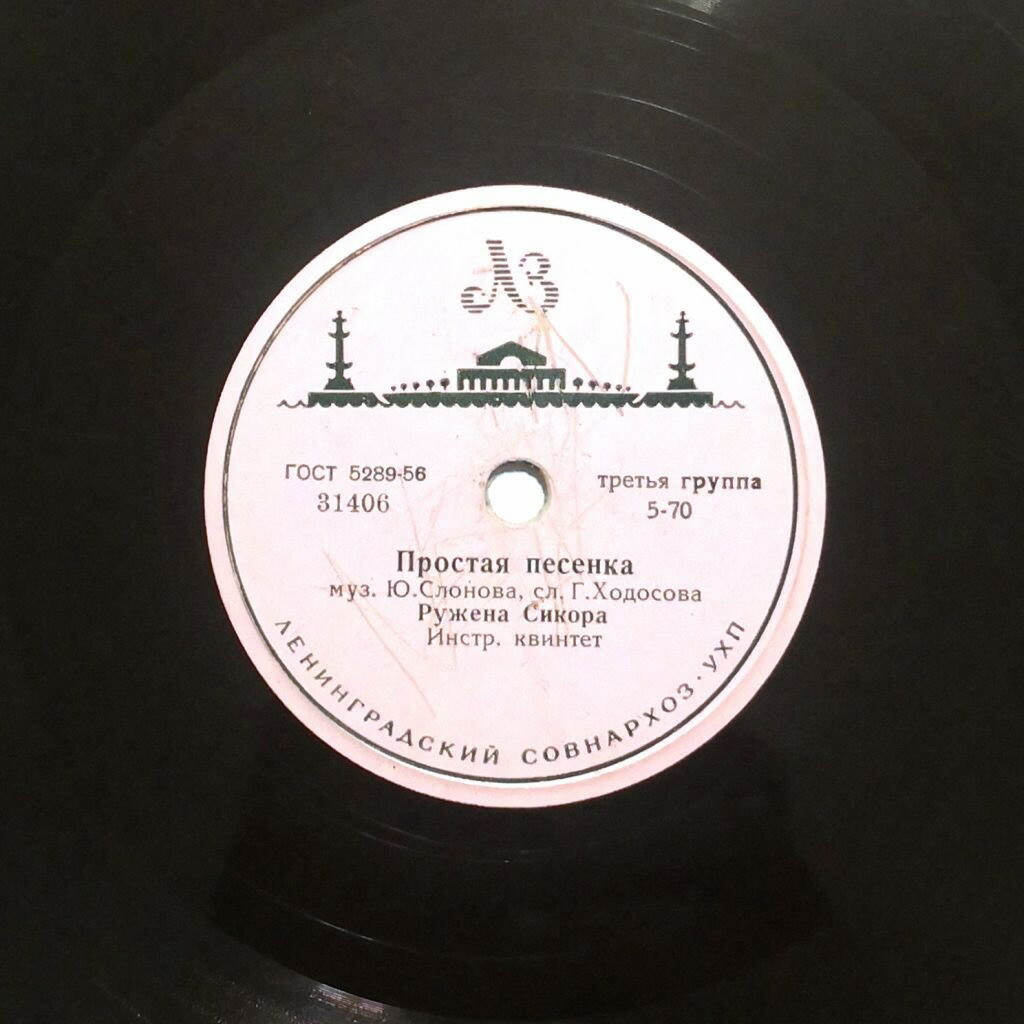 ЛЗ
ГОСТ 5289-56
31406
третья группа
5-70
Простая песенка
муз. Ю.Слонова, сл. Г.Ходосова
Ружена Сикора
Инстр. квинтет
ЛЕНИНГРАДСКИЙ СОВНАРХОЗ · УХП